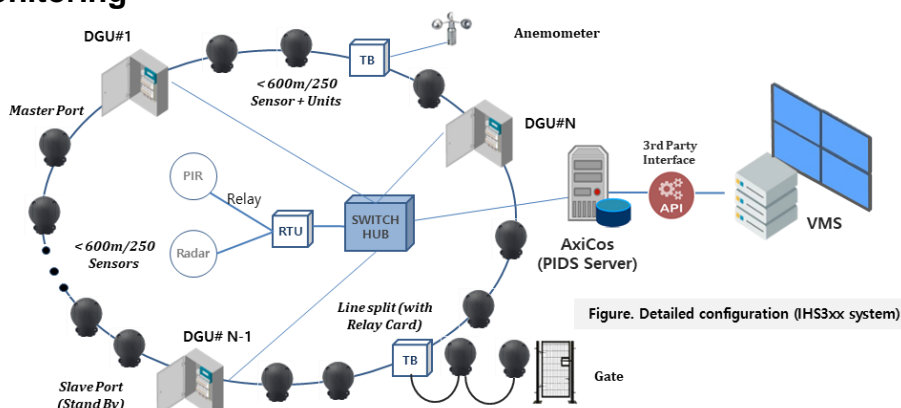 DGU#1
Anemometer
TB
<600m/250
Sensor+Units
Master Port
DGU#N
3rd Party
Interface
PIR
Relay
SWITCH
HUB
RTU
API
VMS
Radar
<600m/250
Sensors
AxiCos
(PIDS Server)
Line split(with
Relay Card)
Figure. Detailed configuration (IHS3xx system)
DGU# N-1
TB
Gate
Slave Port
(Stand By)